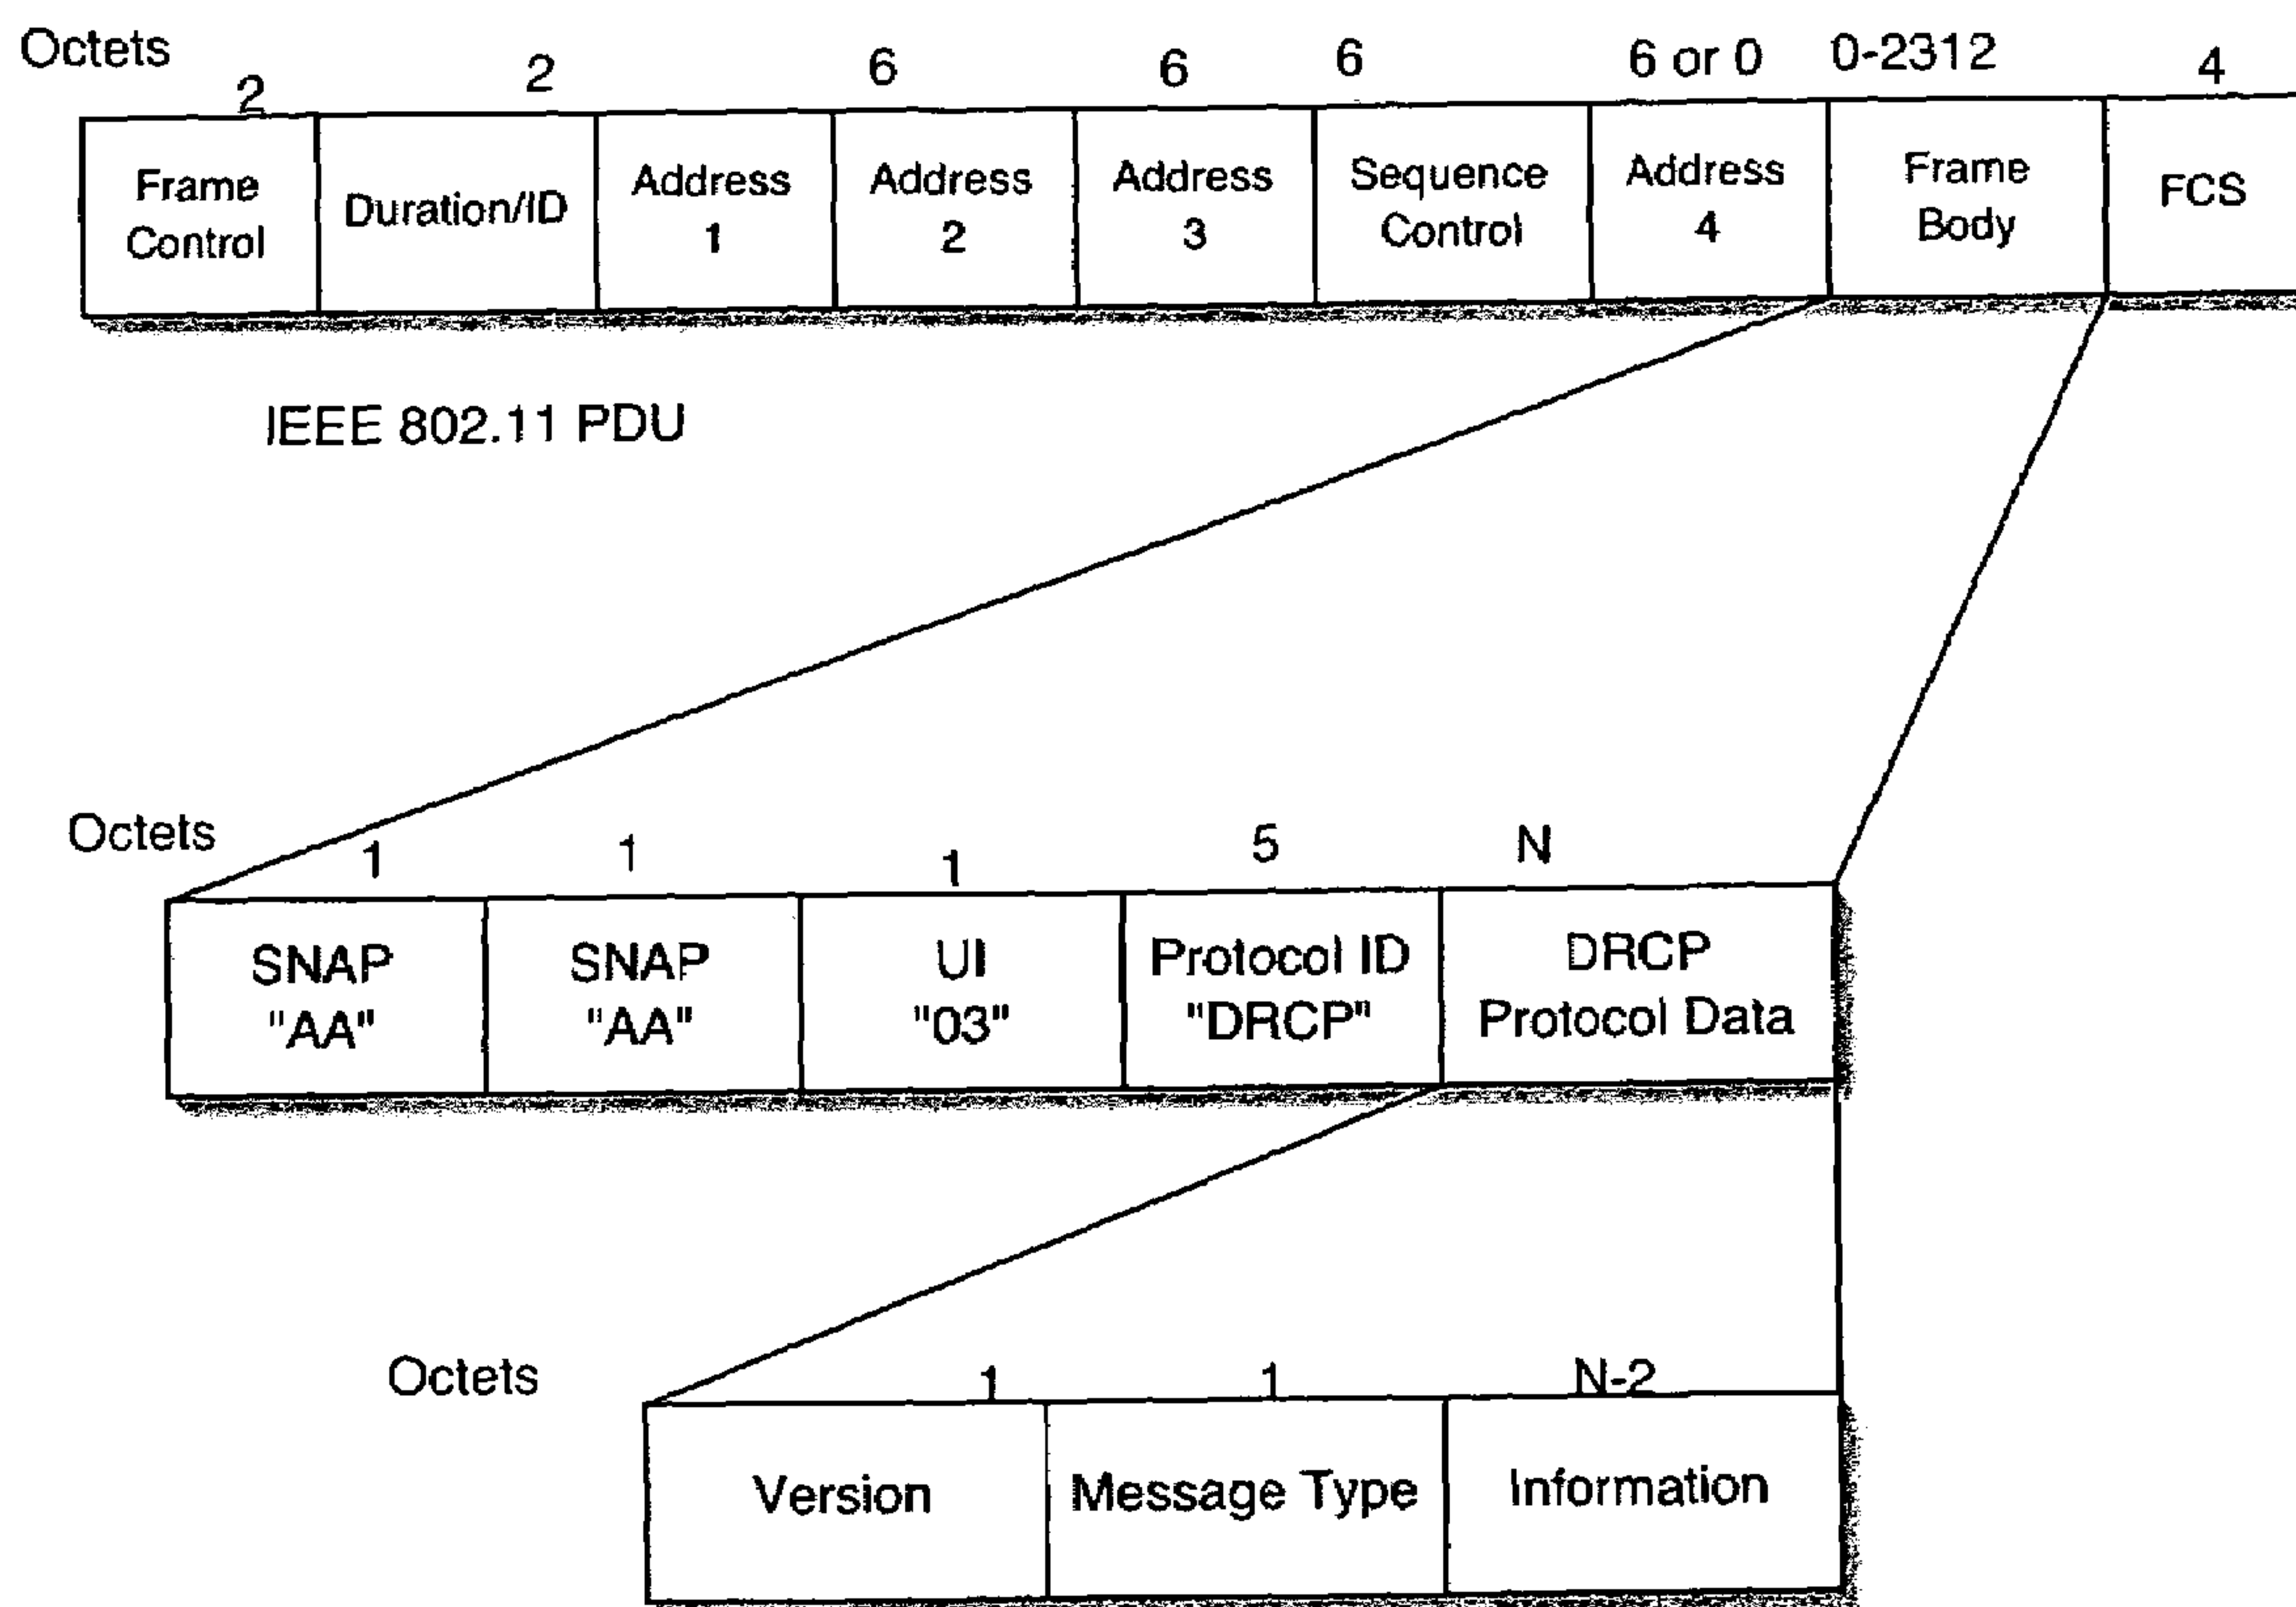 Octets 2 2 6 6 6 6 or 0 0-2312 4
Frame Control Duration/ID Address 1 Address 2 Address 3 Sequence Control Address 4 Frame Body FCS
IEEE 802.11 PDU
Octets 1 1 1 5 N
SNAP "AA" SNAP "AA" UI "03" Protocol ID "DRCP" DRCP Protocol Data
Octets 1 1 N-2
Version Message Type Information